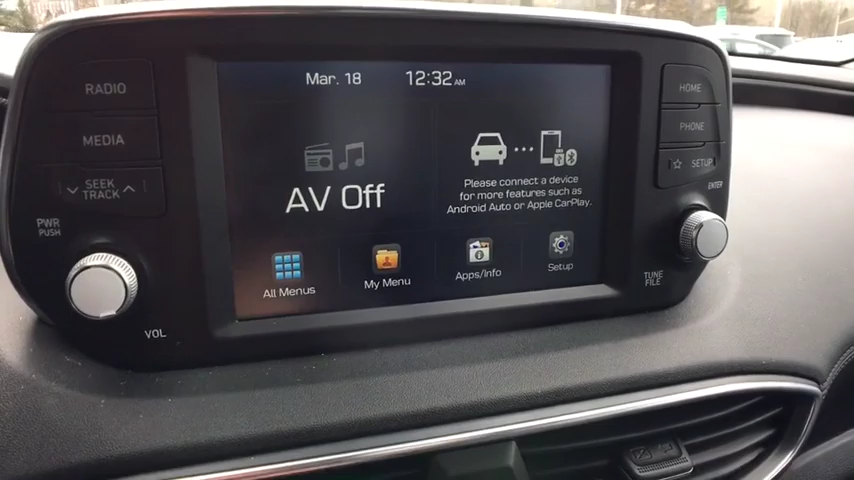 Mar. 18 12:32 AM
RADIO
MEDIA
SEEK
TRACK
PWR
PUSH
VOL
AV Off
Please connect a device
for more features such as
Android Auto or Apple CarPlay.
All Menus
My Menu
Apps/Info
Setup
HOME
PHONE
SETUP
ENTER
TUNE
FILE